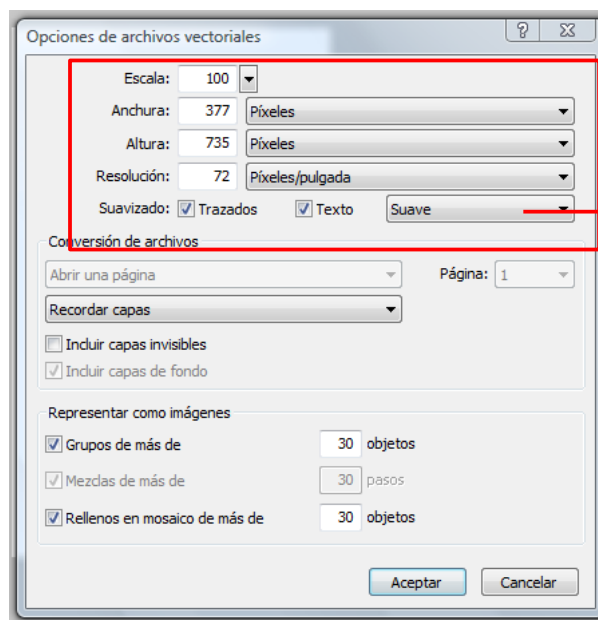 Opciones de archivos vectoriales
Escala: 100
Anchura: 377 Píxeles
Altura: 735 Píxeles
Resolución: 72 Píxeles/pulgada
Suavizado: Trazados Texto Suave
Conversión de archivos
Abrir una página Página: 1
Recordar capas
Incluir capas invisibles
Incluir capas de fondo
Representar como imágenes
Grupos de más de 30 objetos
Mezclas de más de 30 pasos
Rellenos en mosaico de más de 30 objetos
Aceptar Cancelar